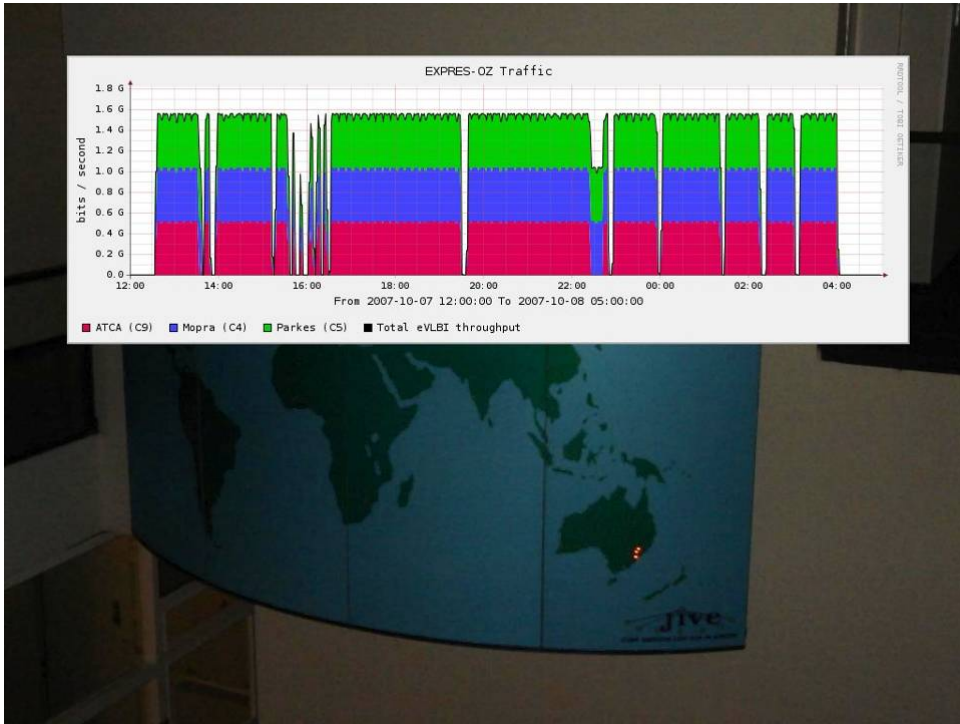 EXPRES-OZ Traffic
RRDTOOL / TOBI OETIKER
bits / second
1.8 G
1.6 G
1.4 G
1.2 G
1.0 G
0.8 G
0.6 G
0.4 G
0.2 G
0.0
12:00 14:00 16:00 18:00 20:00 22:00 00:00 02:00 04:00
From 2007-10-07 12:00:00 To 2007-10-08 05:00:00
ATCA (C9) Mopra (C4) Parkes (C5) Total eVLBI throughput
Jive